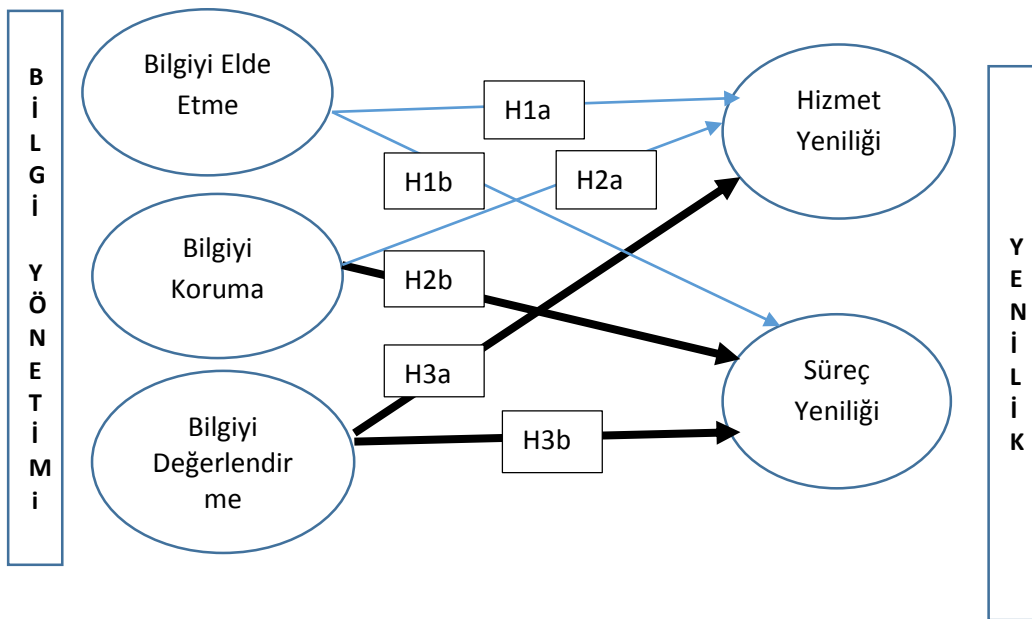 B
İ
L
G
İ
Y
Ö
N
E
T
İ
M
i
Bilgiyi Elde
Etme
Bilgiyi
Koruma
Bilgiyi
Değerlendir
me
H1a
H1b
H2a
H2b
H3a
H3b
Hizmet
Yeniliği
Süreç
Yeniliği
Y
E
N
İ
L
İ
K